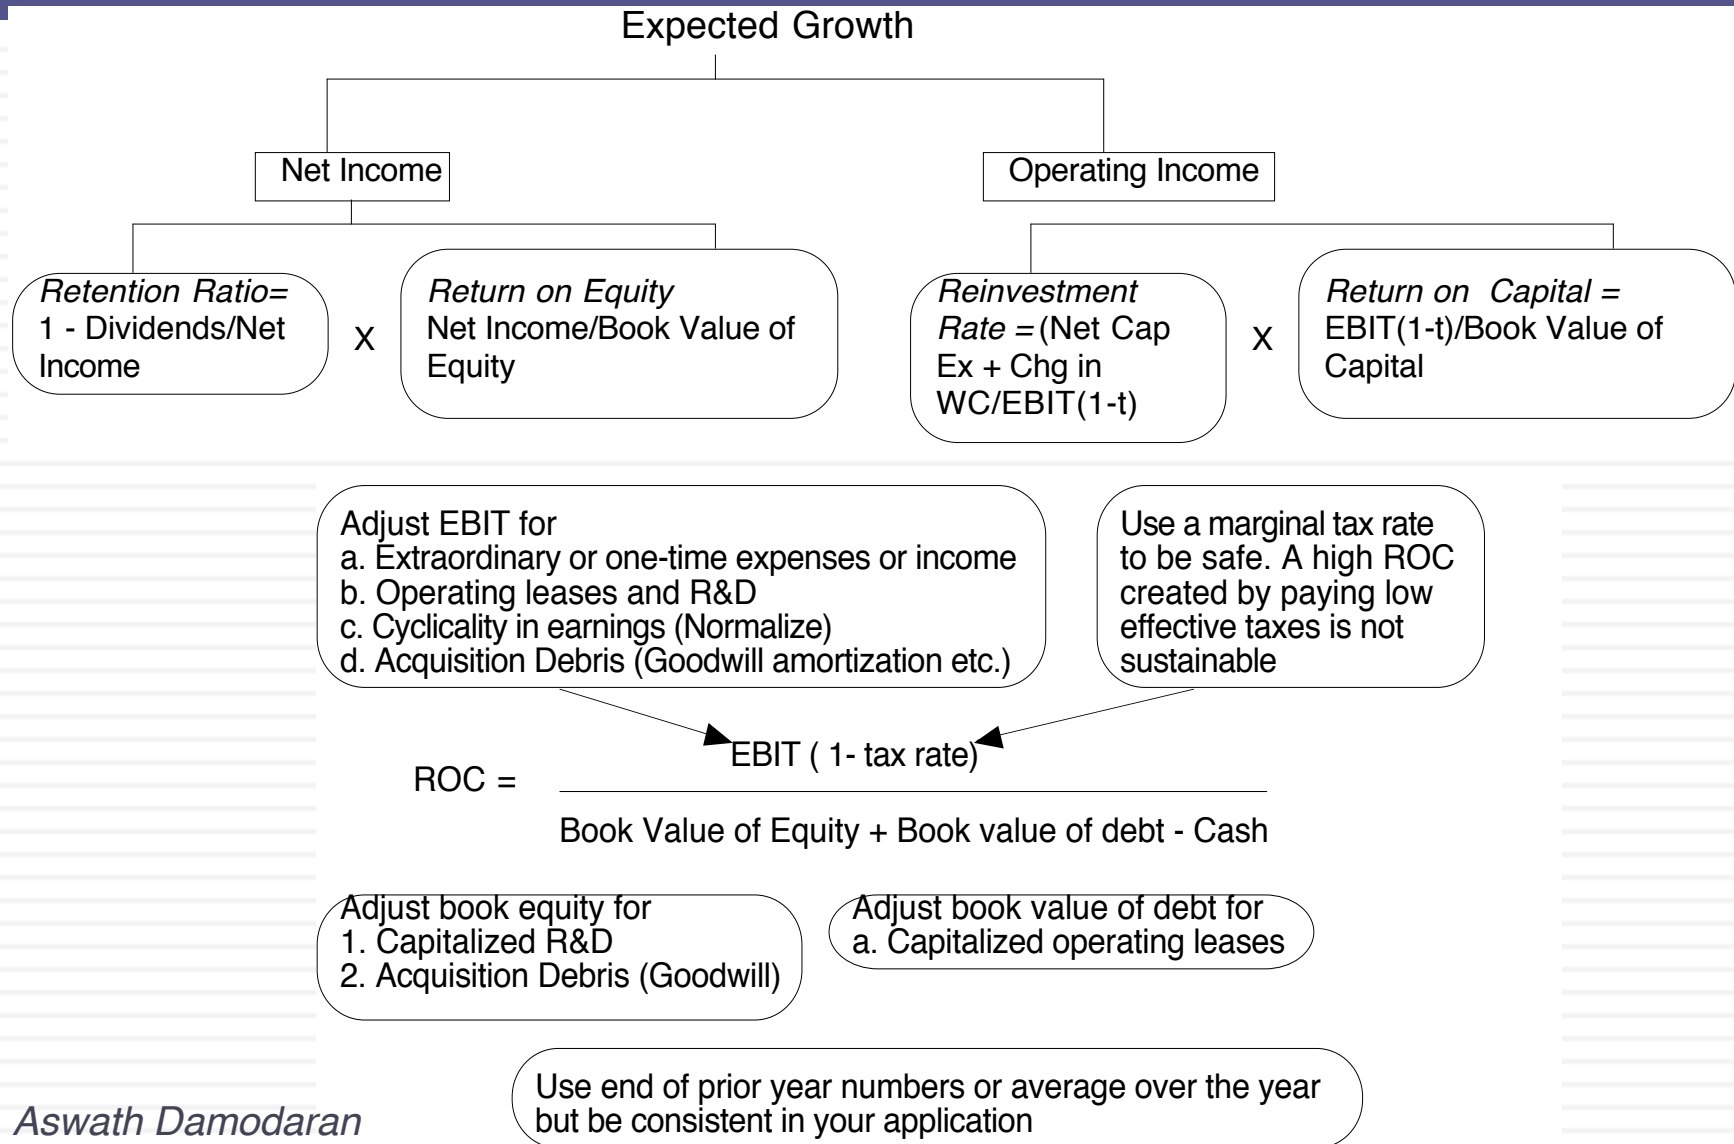 Expected Growth
Net Income
Operating Income
Retention Ratio=
1 - Dividends/Net
Income
X
Return on Equity
Net Income/Book Value of
Equity
Reinvestment
Rate = (Net Cap
Ex + Chg in
WC/EBIT(1-t)
X
Return on Capital =
EBIT(1-t)/Book Value of
Capital
Adjust EBIT for
a. Extraordinary or one-time expenses or income
b. Operating leases and R&D
c. Cyclicality in earnings (Normalize)
d. Acquisition Debris (Goodwill amortization etc.)
Use a marginal tax rate
to be safe. A high ROC
created by paying low
effective taxes is not
sustainable
ROC =
EBIT ( 1- tax rate)
Book Value of Equity + Book value of debt - Cash
Adjust book equity for
1. Capitalized R&D
2. Acquisition Debris (Goodwill)
Adjust book value of debt for
a. Capitalized operating leases
Use end of prior year numbers or average over the year
but be consistent in your application
Aswath Damodaran